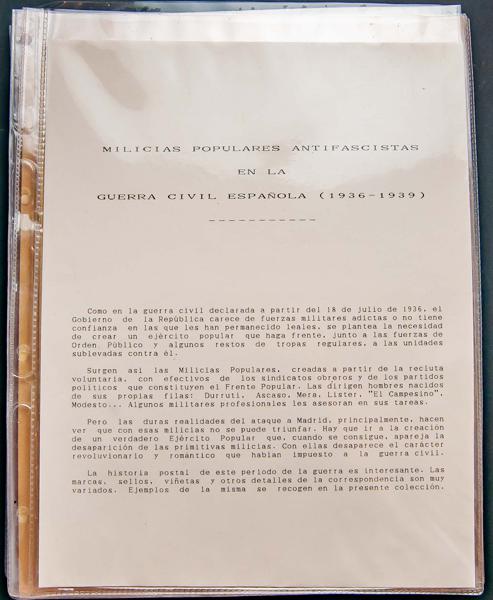 MILICIAS POPULARES ANTIFASCISTAS
EN LA
GUERRA CIVIL ESPAÑOLA (1936-1939)
Como en la guerra civil declarada a partir del 18 de julio de 1936, el
Gobierno de la República carece de fuerzas militares adictas o no tiene
confianza en las que les han permanecido leales, se plantea la necesidad
de crear un ejército popular que haga frente, junto a las fuerzas de
Orden Público y algunos restos de tropas regulares, a las unidades
sublevadas contra él.
Surgen así las Milicias Populares, creadas a partir de la recluta
voluntaria, con efectivos de los sindicatos obreros y de los partidos
políticos que constituyen el Frente Popular. Las dirigen hombres nacidos
de sus propias filas: Durruti, Ascaso, Mera, Lister, "El Campesino",
Modesto... Algunos militares profesionales les asesoran en sus tareas.
Pero las duras realidades del ataque a Madrid, principalmente, hacen
ver que con esas milicias no se puede triunfar. Hay que ir a la creación
de un verdadero Ejército Popular que, cuando se consigue, apareja la
desaparición de las primitivas milicias. Con ellas desaparece el carácter
revolucionario y romántico que habían impuesto a la guerra civil.
La historia postal de este periodo de la guerra es interesante. Las
marcas, sellos, viñetas y otros detalles de la correspondencia son muy
variados. Ejemplos de la misma se recogen en la presente colección.